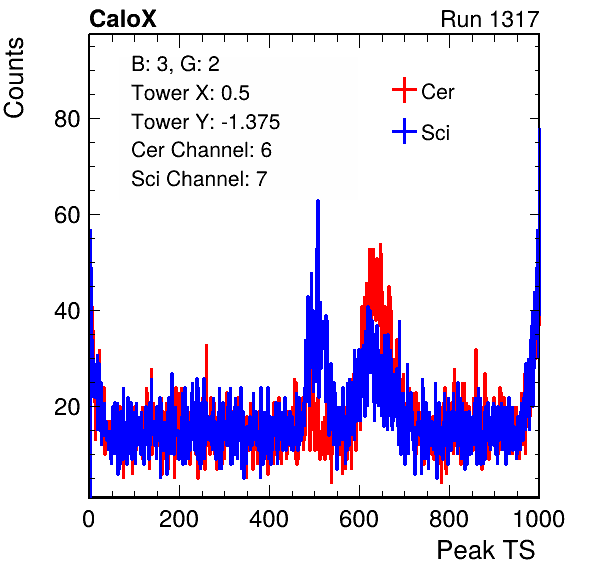 CaloX Run 1317
Counts
B: 3, G: 2
Tower X: 0.5
Tower Y: -1.375
Cer Channel: 6
Sci Channel: 7
Cer
Sci
80
60
40
20
0 200 400 600 800 1000
Peak TS